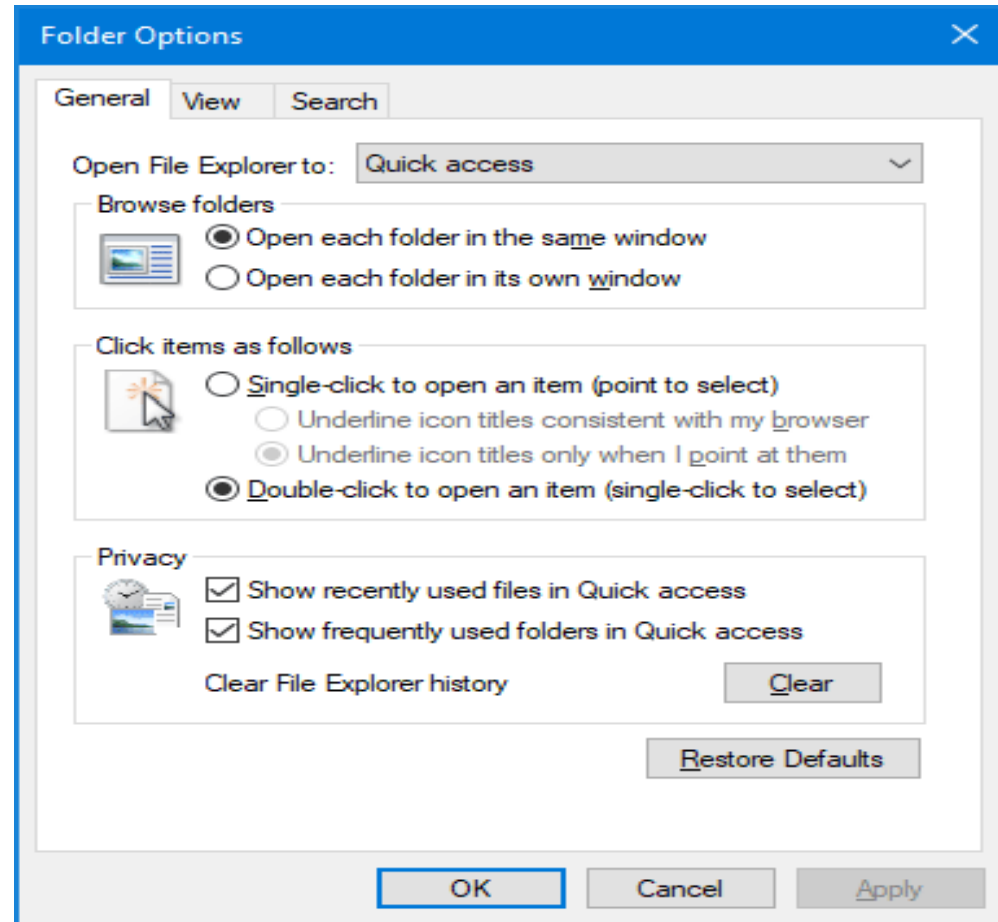 Folder Options
General View Search
Open File Explorer to: Quick access
Browse folders
Open each folder in the same window
Open each folder in its own window
Click items as follows
Single-click to open an item (point to select)
Underline icon titles consistent with my browser
Underline icon titles only when I point at them
Double-click to open an item (single-click to select)
Privacy
Show recently used files in Quick access
Show frequently used folders in Quick access
Clear File Explorer history Clear
Restore Defaults
OK Cancel Apply